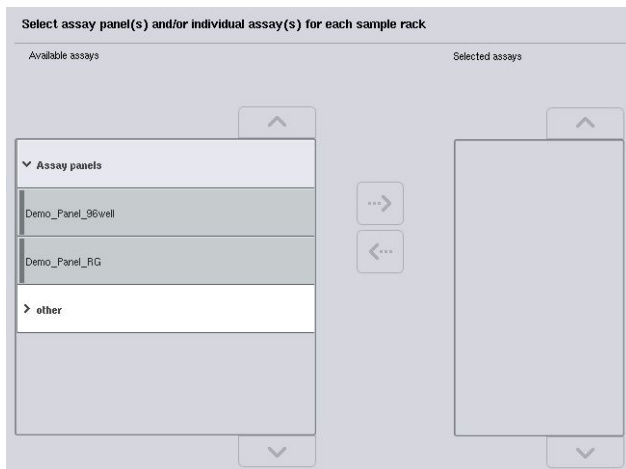 Select assay panel(s) and/or individual assay(s) for each sample rack
Available assays
Selected assays
Assay panels
Demo_Panel_96well
Demo_Panel_RG
other